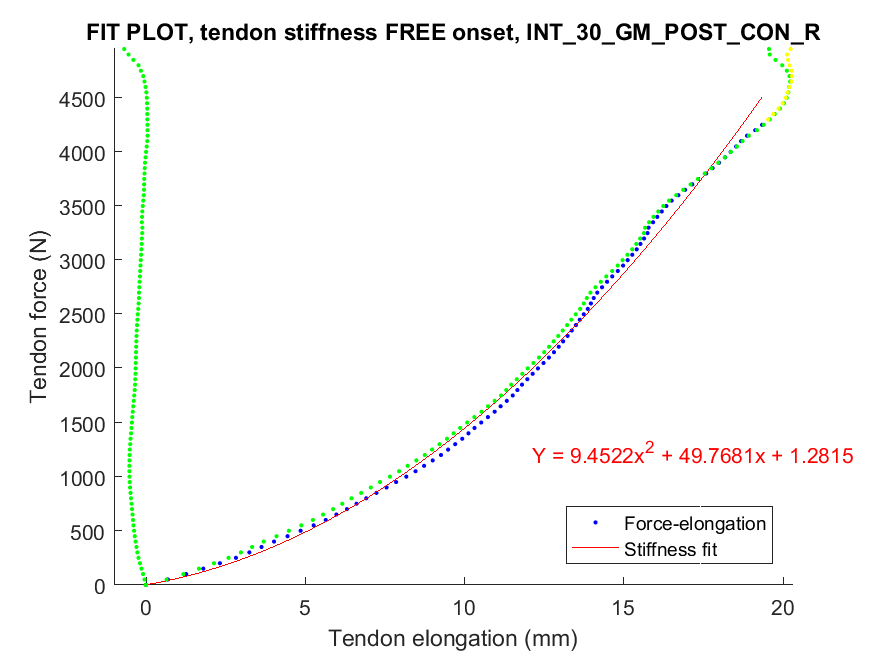 FIT PLOT, tendon stiffness FREE onset, INT_30_GM_POST_CON_R
4500
4000
3500
3000
2500
2000
1500
1000
500
0
Tendon force (N)
Y = 9.4522x² + 49.7681x + 1.2815
Force-elongation
Stiffness fit
0 5 10 15 20
Tendon elongation (mm)